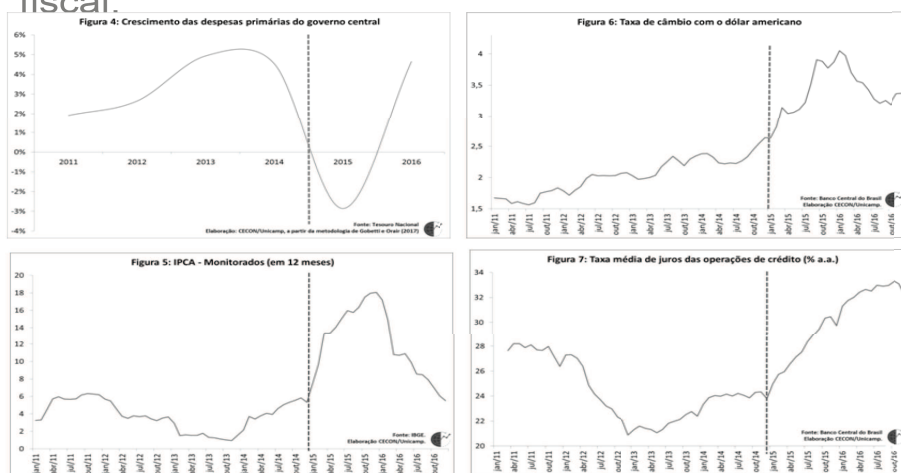 fiscal.
Figura 4: Crescimento das despesas primárias do governo central
6%
5%
4%
3%
2%
1%
0%
-1%
-2%
-3%
-4%
2011 2012 2013 2014 2015 2016
Fonte: Tesouro Nacional
Elaboração: CECON/Unicamp, a partir da metodologia de Gobetti e Orair (2017)
Figura 6: Taxa de câmbio com o dólar americano
4
3,5
3
2,5
2
1,5
jan/11 abr/11 jul/11 out/11 jan/12 abr/12 jul/12 out/12 jan/13 abr/13 jul/13 out/13 jan/14 abr/14 jul/14 out/14 jan/15 abr/15 jul/15 out/15 jan/16 abr/16 jul/16 out/16
Fonte: Banco Central do Brasil
Elaboração CECON/Unicamp.
Figura 5: IPCA - Monitorados (em 12 meses)
20
18
16
14
12
10
8
6
4
2
0
jan/11 abr/11 jul/11 out/11 jan/12 abr/12 jul/12 out/12 jan/13 abr/13 jul/13 out/13 jan/14 abr/14 jul/14 out/14 jan/15 abr/15 jul/15 out/15 jan/16 abr/16 jul/16 out/16
Fonte: IBGE.
Elaboração CECON/Unicamp.
Figura 7: Taxa média de juros das operações de crédito (% a.a.)
34
32
30
28
26
24
22
20
jan/11 abr/11 jul/11 out/11 jan/12 abr/12 jul/12 out/12 jan/13 abr/13 jul/13 out/13 jan/14 abr/14 jul/14 out/14 jan/15 abr/15 jul/15 out/15 jan/16 abr/16 jul/16 out/16
Fonte: Banco Central do Brasil
Elaboração CECON/Unicamp.